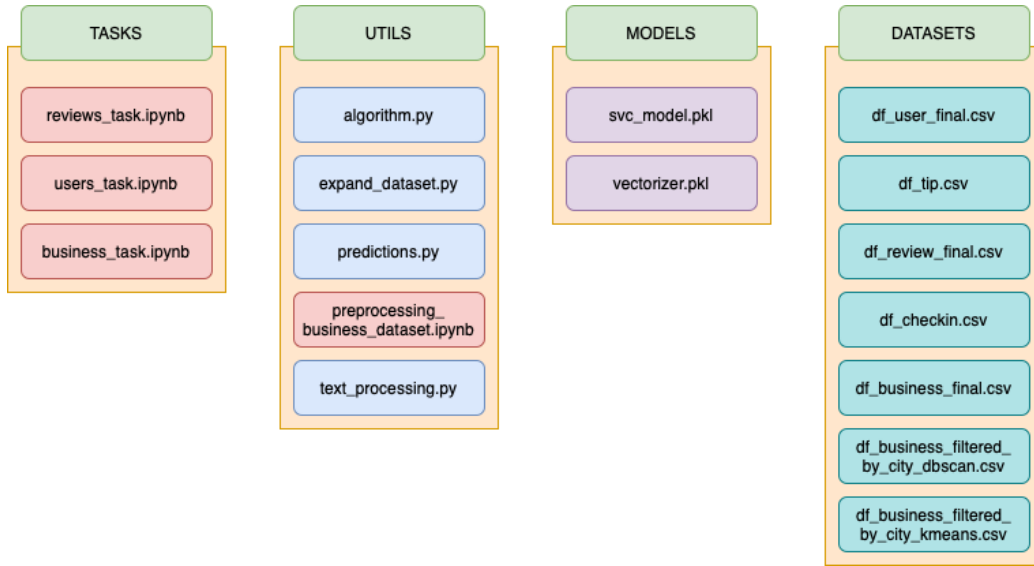 TASKS
reviews_task.ipynb
users_task.ipynb
business_task.ipynb
UTILS
algorithm.py
expand_dataset.py
predictions.py
preprocessing_
business_dataset.ipynb
text_processing.py
MODELS
svc_model.pkl
vectorizer.pkl
DATASETS
df_user_final.csv
df_tip.csv
df_review_final.csv
df_checkin.csv
df_business_final.csv
df_business_filtered_
by_city_dbscan.csv
df_business_filtered_
by_city_kmeans.csv